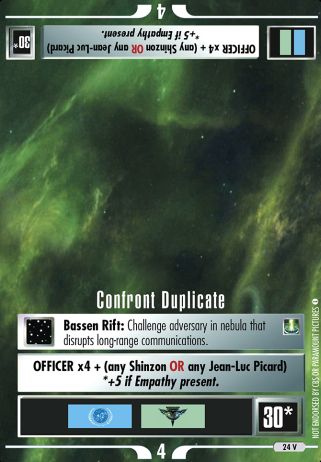 4
OFFICER x4 + (any Shinzon OR any Jean-Luc Picard)
*+5 if Empathy present.
30*
Confront Duplicate
Bassen Rift: Challenge adversary in nebula that
disrupts long-range communications.
OFFICER x4 + (any Shinzon OR any Jean-Luc Picard)
*+5 if Empathy present.
30*
4
24 V
NOT ENDORSED BY CBS OR PARAMOUNT PICTURES